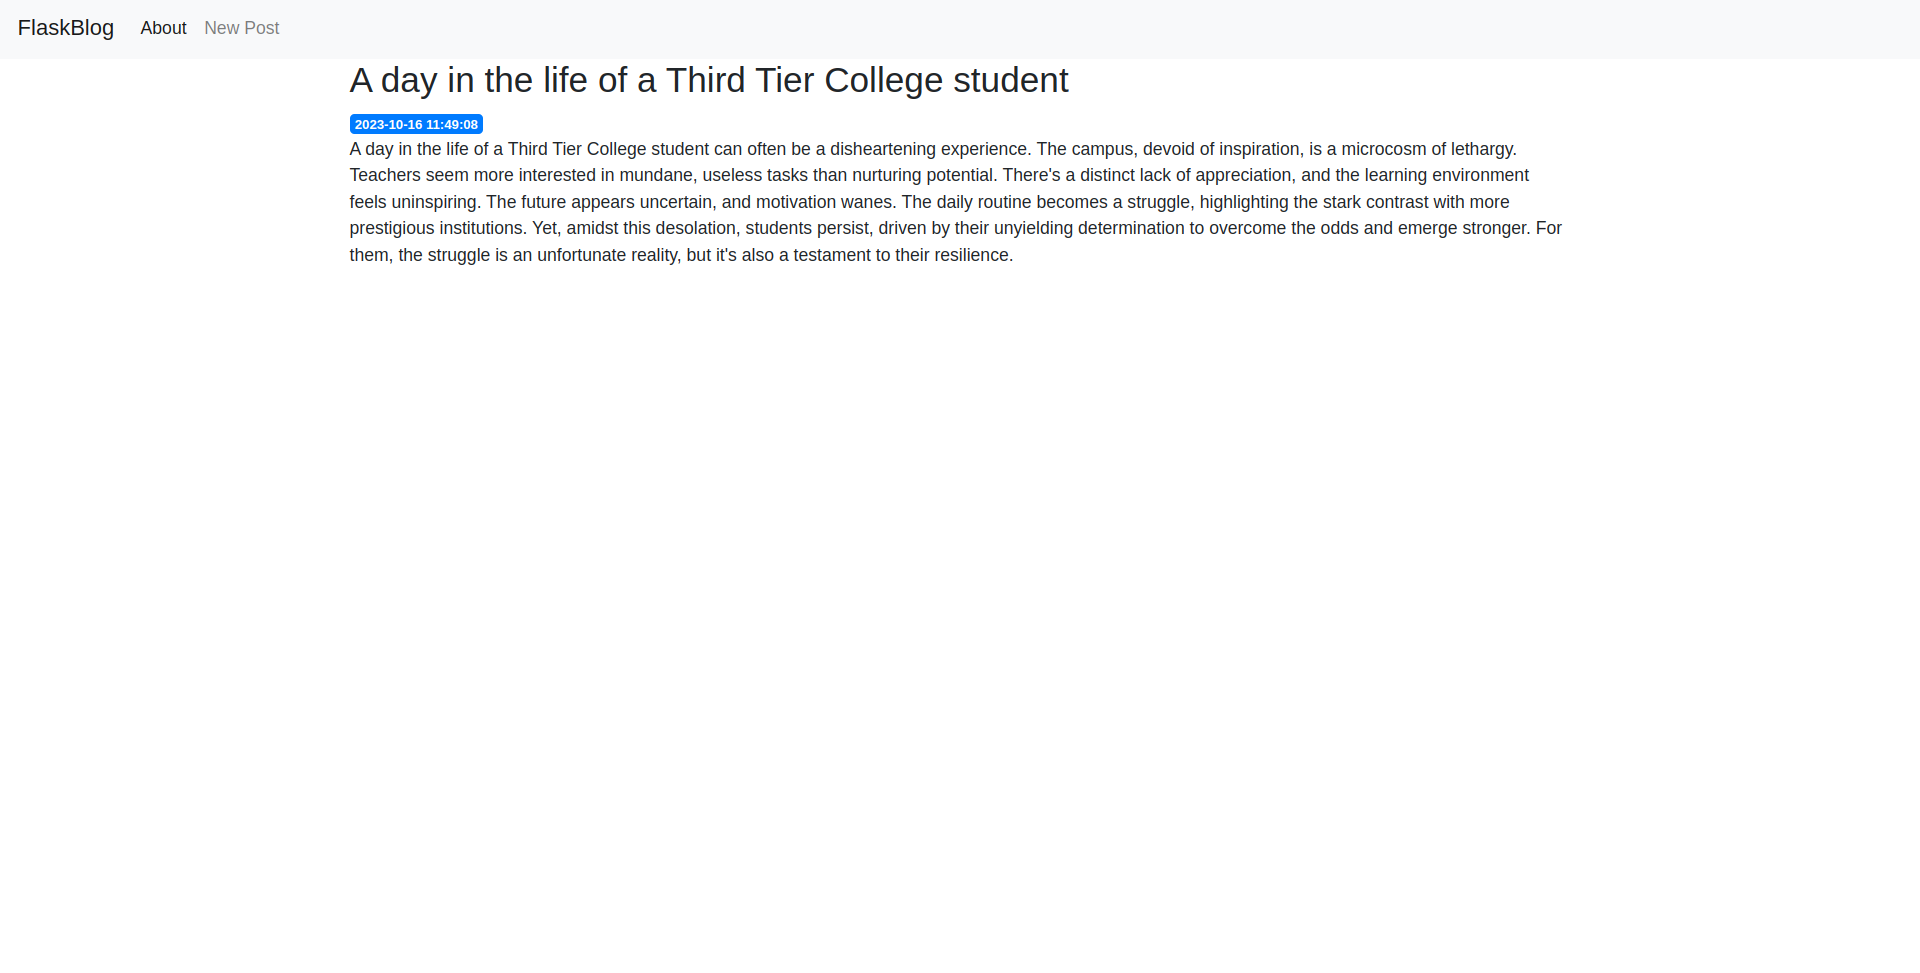 FlaskBlog About New Post
A day in the life of a Third Tier College student
2023-10-16 11:49:08
A day in the life of a Third Tier College student can often be a disheartening experience. The campus, devoid of inspiration, is a microcosm of lethargy.
Teachers seem more interested in mundane, useless tasks than nurturing potential. There's a distinct lack of appreciation, and the learning environment
feels uninspiring. The future appears uncertain, and motivation wanes. The daily routine becomes a struggle, highlighting the stark contrast with more
prestigious institutions. Yet, amidst this desolation, students persist, driven by their unyielding determination to overcome the odds and emerge stronger. For
them, the struggle is an unfortunate reality, but it's also a testament to their resilience.